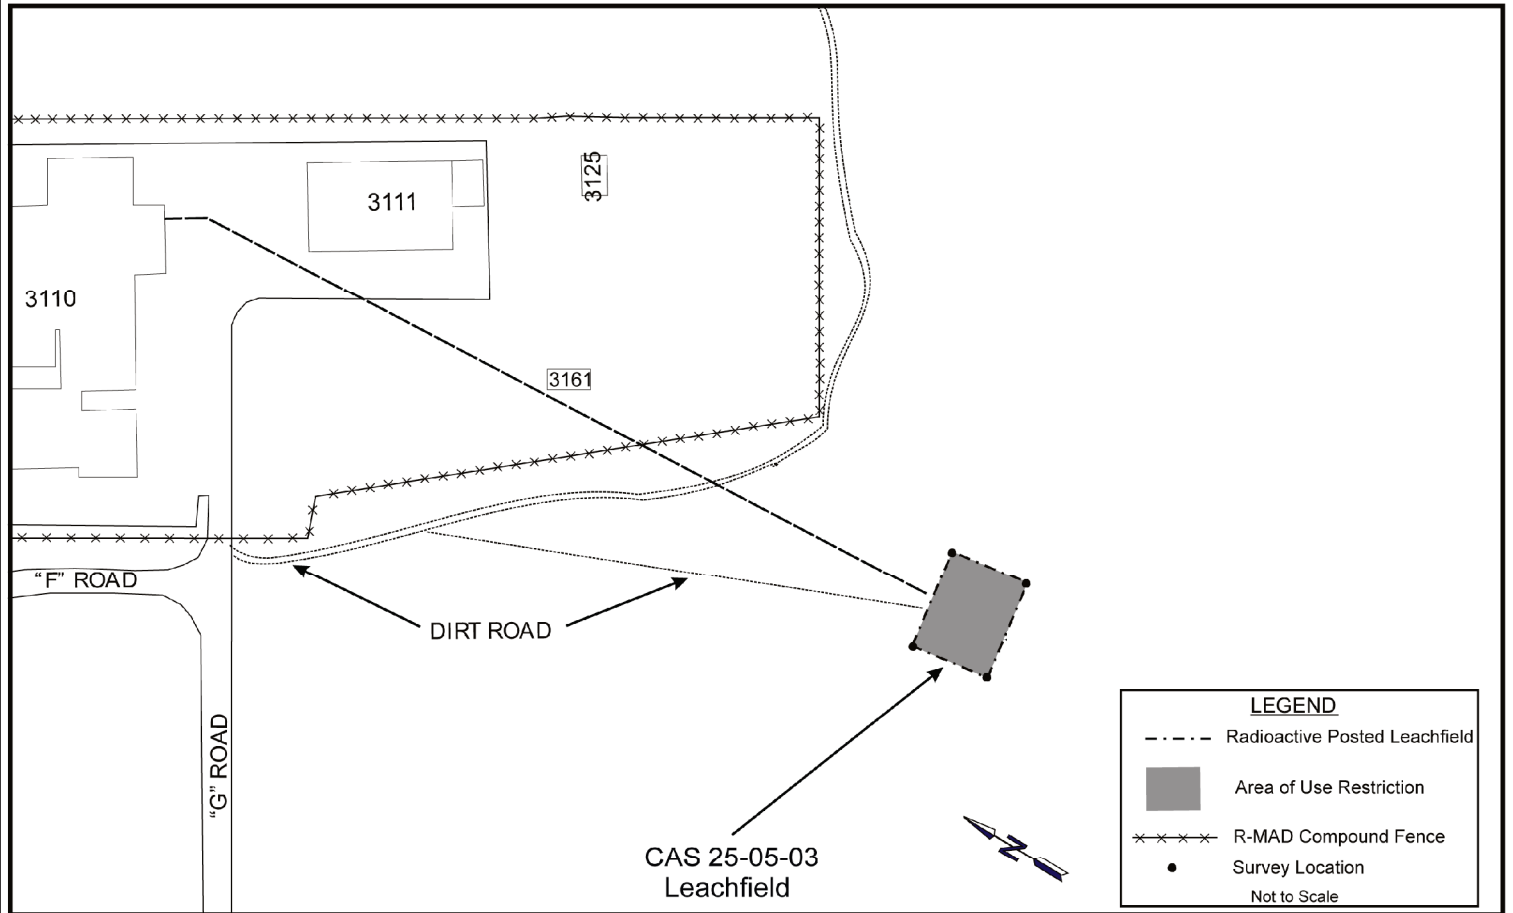 3125
3111
3110
3161
“F” ROAD
DIRT ROAD
“G” ROAD
CAS 25-05-03
Leachfield
N
LEGEND
Radioactive Posted Leachfield
Area of Use Restriction
R-MAD Compound Fence
Survey Location
Not to Scale